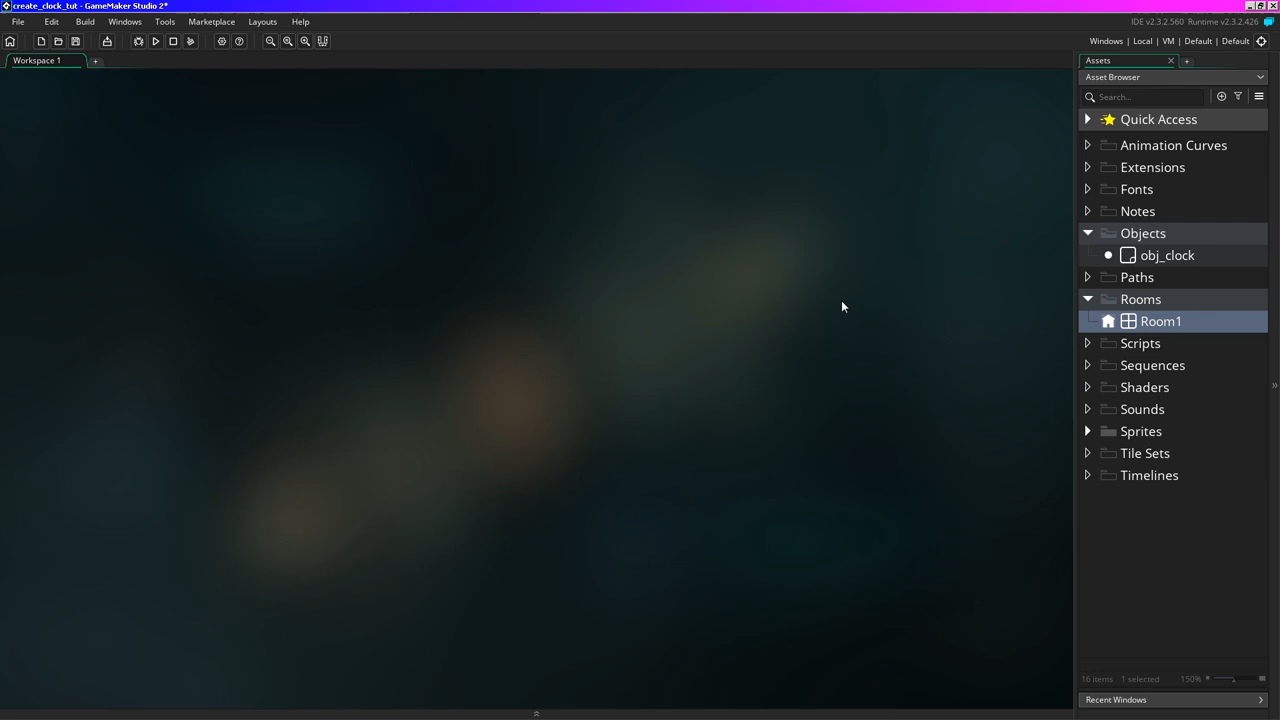 create_clock_tut - GameMaker Studio 2*
File Edit Build Windows Tools Marketplace Layouts Help
IDE v2.3.2.560 Runtime v2.3.2.426
Windows | Local | VM | Default | Default
Workspace 1
Assets
Asset Browser
Search...
Quick Access
Animation Curves
Extensions
Fonts
Notes
Objects
obj_clock
Paths
Rooms
Room1
Scripts
Sequences
Shaders
Sounds
Sprites
Tile Sets
Timelines
16 items 1 selected 150%
Recent Windows